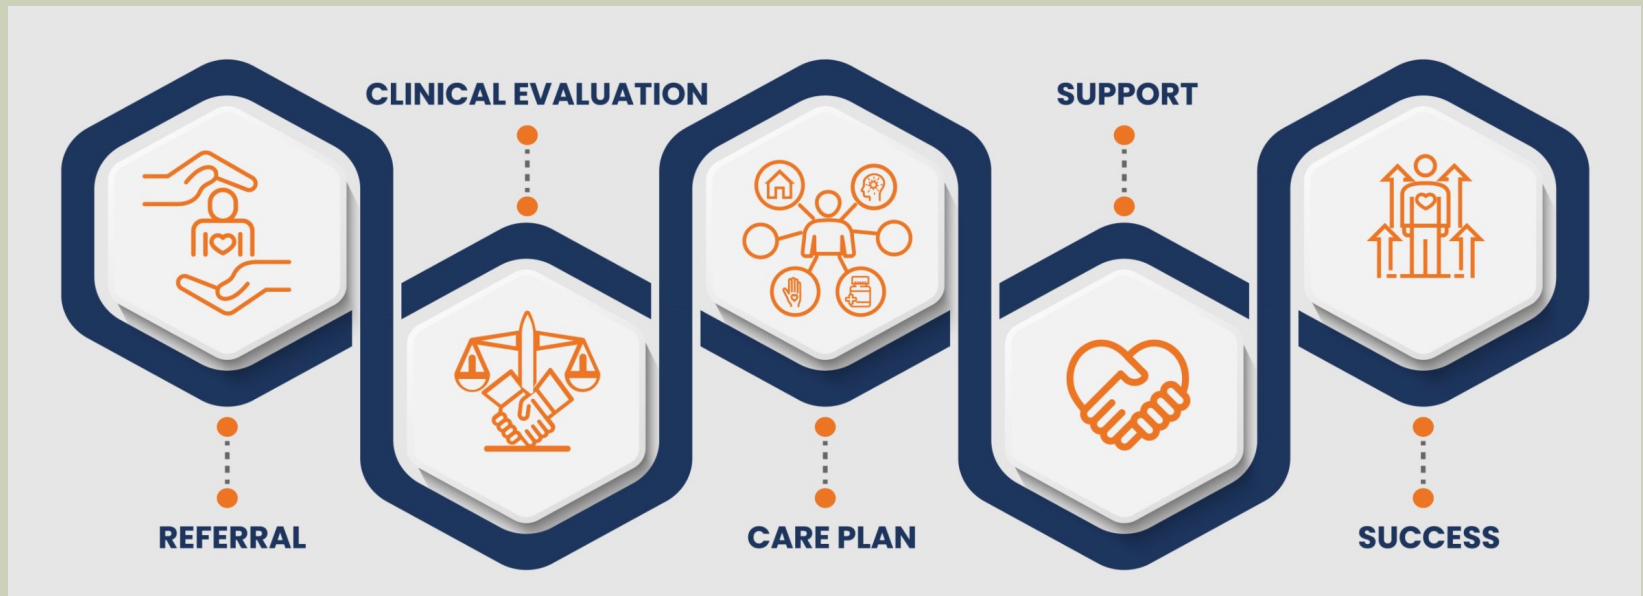 REFERRAL
CLINICAL EVALUATION
CARE PLAN
SUPPORT
SUCCESS